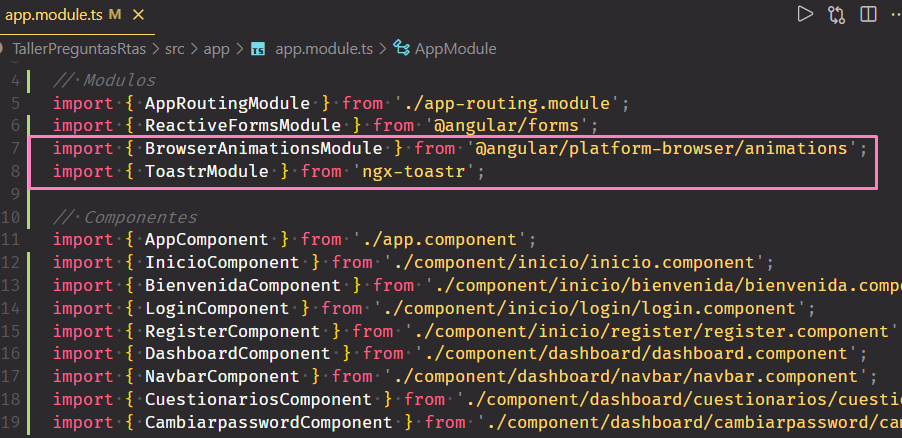 app.module.ts M ×
TallerPreguntasRtas > src > app > TS app.module.ts > AppModule
4 // Modulos
5 import { AppRoutingModule } from './app-routing.module';
6 import { ReactiveFormsModule } from '@angular/forms';
7 import { BrowserAnimationsModule } from '@angular/platform-browser/animations';
8 import { ToastrModule } from 'ngx-toastr';
9
10 // Componentes
11 import { AppComponent } from './app.component';
12 import { InicioComponent } from './component/inicio/inicio.component';
13 import { BienvenidaComponent } from './component/inicio/bienvenida/bienvenida.compo
14 import { LoginComponent } from './component/inicio/login/login.component';
15 import { RegisterComponent } from './component/inicio/register/register.component'
16 import { DashboardComponent } from './component/dashboard/dashboard.component';
17 import { NavbarComponent } from './component/dashboard/navbar/navbar.component';
18 import { CuestionariosComponent } from './component/dashboard/cuestionarios/cuestio
19 import { CambiarpasswordComponent } from './component/dashboard/cambiarpassword/cam